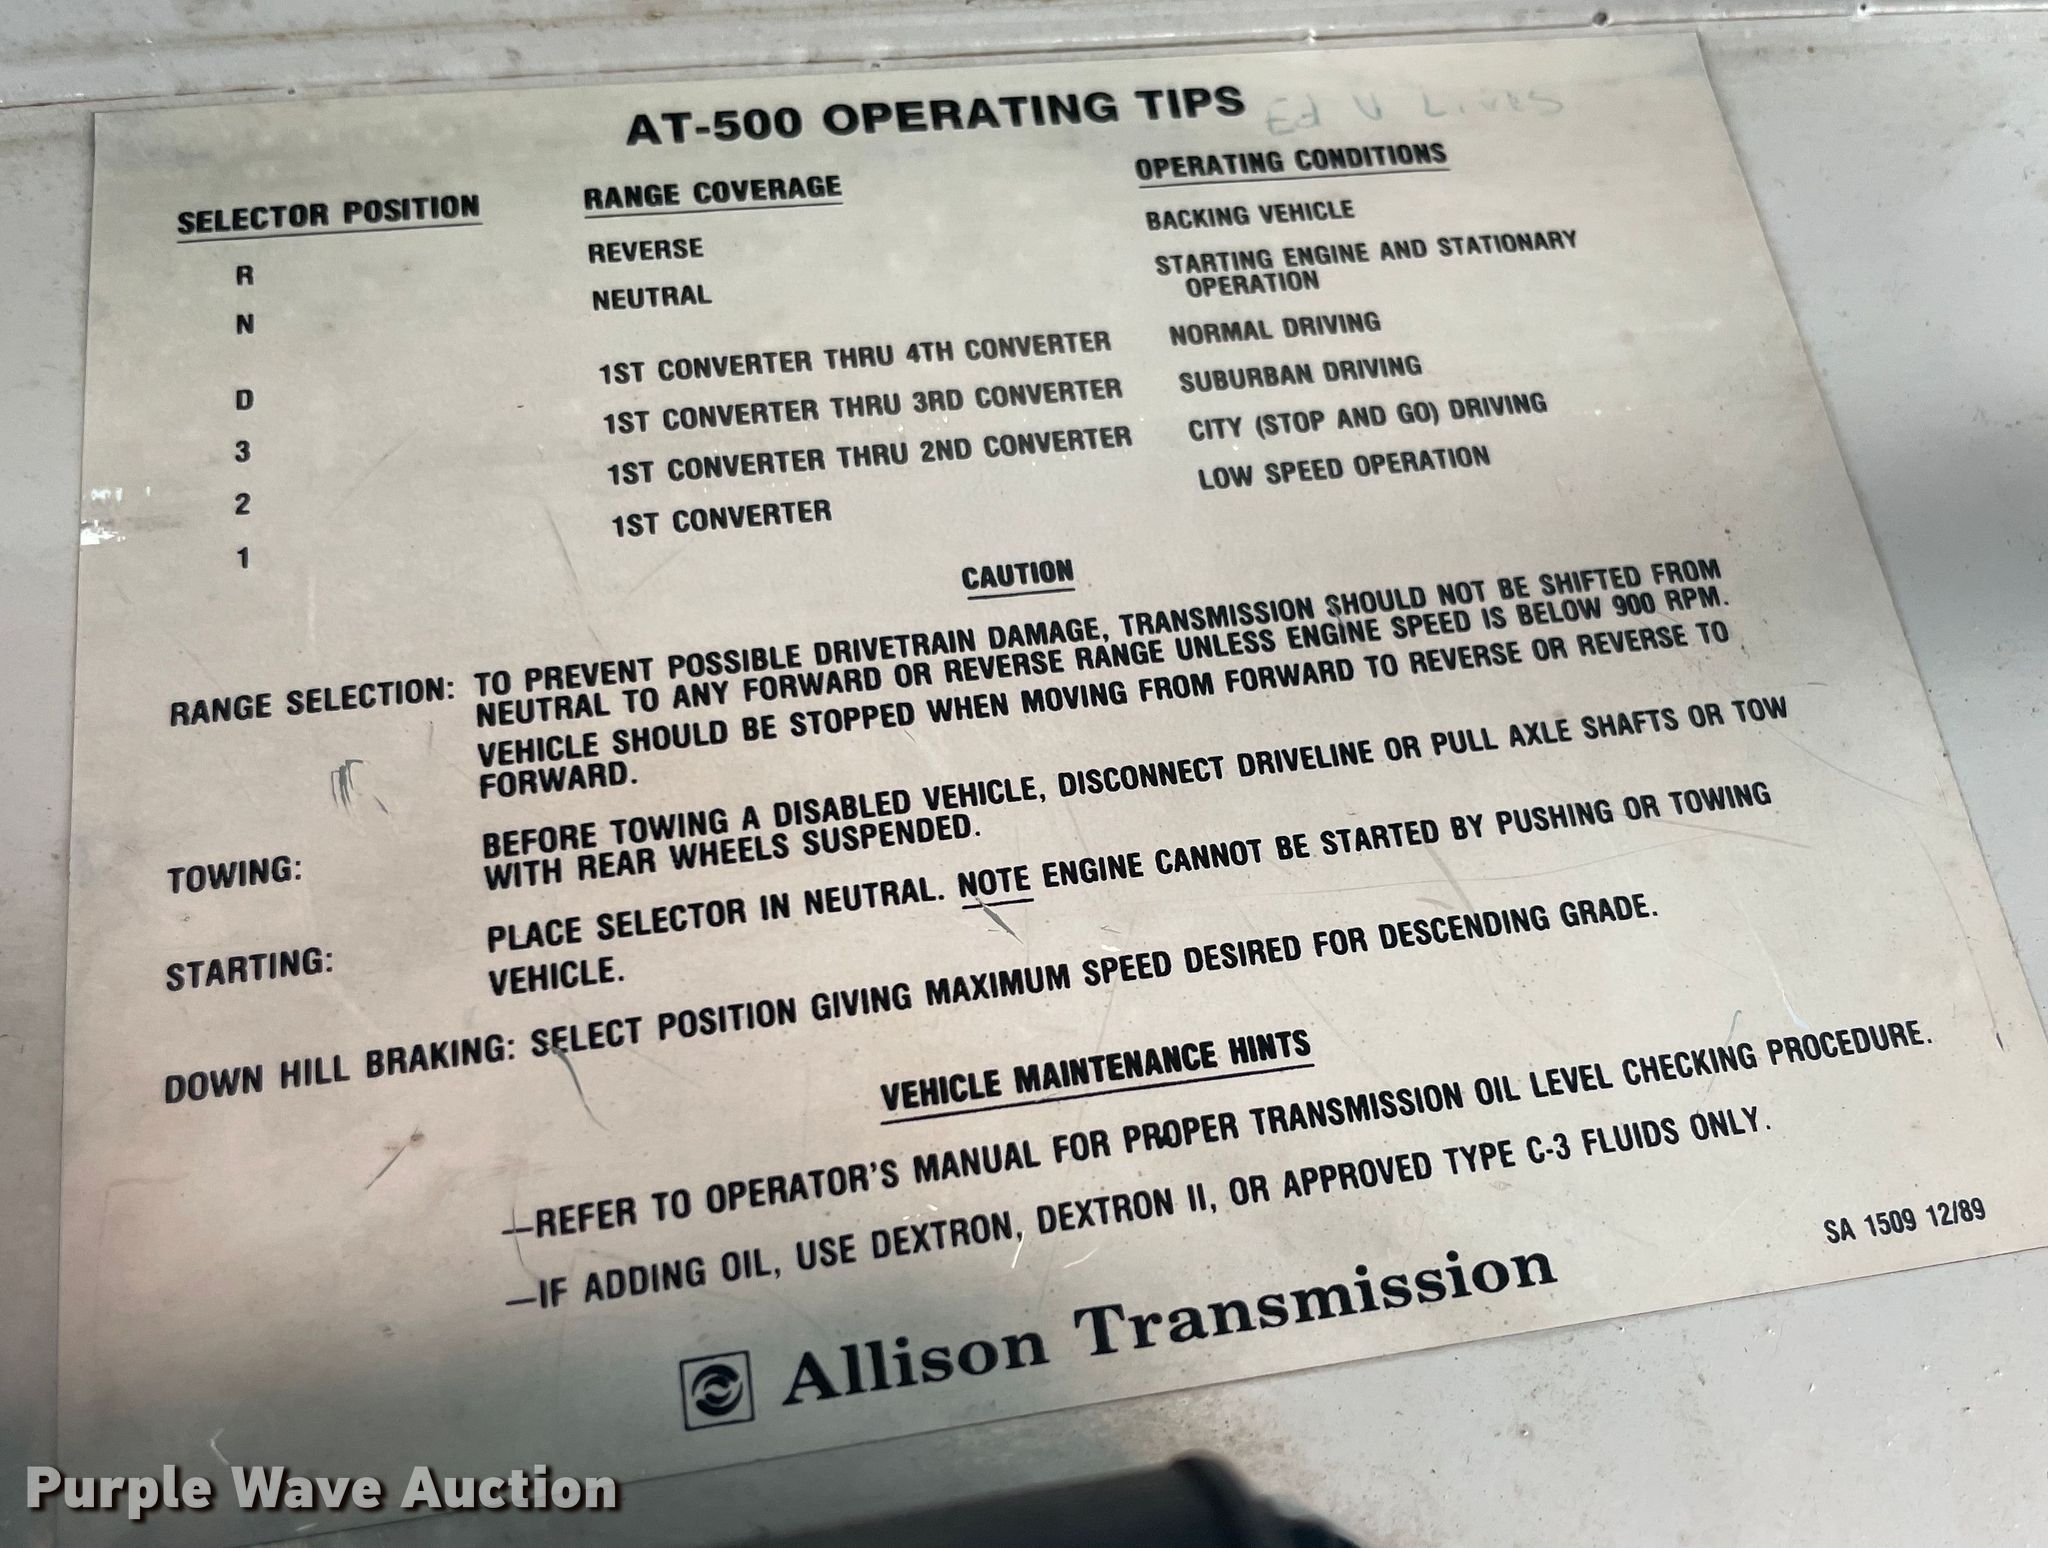 AT-500 OPERATING TIPS
SELECTOR POSITION RANGE COVERAGE OPERATING CONDITIONS
R REVERSE BACKING VEHICLE
N NEUTRAL STARTING ENGINE AND STATIONARY
OPERATION
D 1ST CONVERTER THRU 4TH CONVERTER NORMAL DRIVING
3 1ST CONVERTER THRU 3RD CONVERTER SUBURBAN DRIVING
2 1ST CONVERTER THRU 2ND CONVERTER CITY (STOP AND GO) DRIVING
1 1ST CONVERTER LOW SPEED OPERATION
CAUTION
RANGE SELECTION: TO PREVENT POSSIBLE DRIVETRAIN DAMAGE, TRANSMISSION SHOULD NOT BE SHIFTED FROM
NEUTRAL TO ANY FORWARD OR REVERSE RANGE UNLESS ENGINE SPEED IS BELOW 900 RPM.
VEHICLE SHOULD BE STOPPED WHEN MOVING FROM FORWARD TO REVERSE OR REVERSE TO
FORWARD.
TOWING: BEFORE TOWING A DISABLED VEHICLE, DISCONNECT DRIVELINE OR PULL AXLE SHAFTS OR TOW
WITH REAR WHEELS SUSPENDED.
STARTING: PLACE SELECTOR IN NEUTRAL. NOTE ENGINE CANNOT BE STARTED BY PUSHING OR TOWING
VEHICLE.
DOWN HILL BRAKING: SELECT POSITION GIVING MAXIMUM SPEED DESIRED FOR DESCENDING GRADE.
VEHICLE MAINTENANCE HINTS
—REFER TO OPERATOR'S MANUAL FOR PROPER TRANSMISSION OIL LEVEL CHECKING PROCEDURE.
—IF ADDING OIL, USE DEXTRON, DEXTRON II, OR APPROVED TYPE C-3 FLUIDS ONLY.
SA 1509 12/89
Allison Transmission
Purple Wave Auction